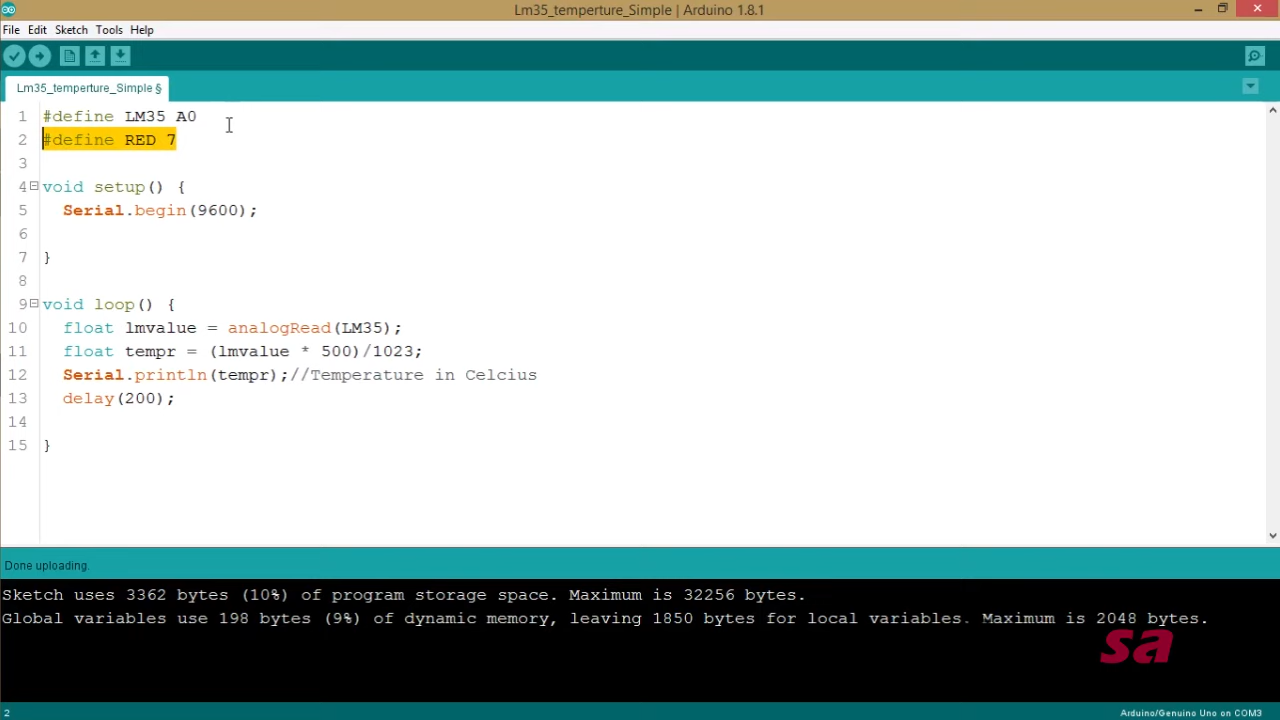 Lm35_temperture_Simple | Arduino 1.8.1
File Edit Sketch Tools Help
Lm35_temperture_Simple §
1 #define LM35 A0
2 #define RED 7
3
4 void setup() {
5 Serial.begin(9600);
6
7 }
8
9 void loop() {
10 float lmvalue = analogRead(LM35);
11 float tempr = (lmvalue * 500)/1023;
12 Serial.println(tempr);//Temperature in Celcius
13 delay(200);
14
15 }
Done uploading.
Sketch uses 3362 bytes (10%) of program storage space. Maximum is 32256 bytes.
Global variables use 198 bytes (9%) of dynamic memory, leaving 1850 bytes for local variables. Maximum is 2048 bytes.
sa
2 Arduino/Genuino Uno on COM3